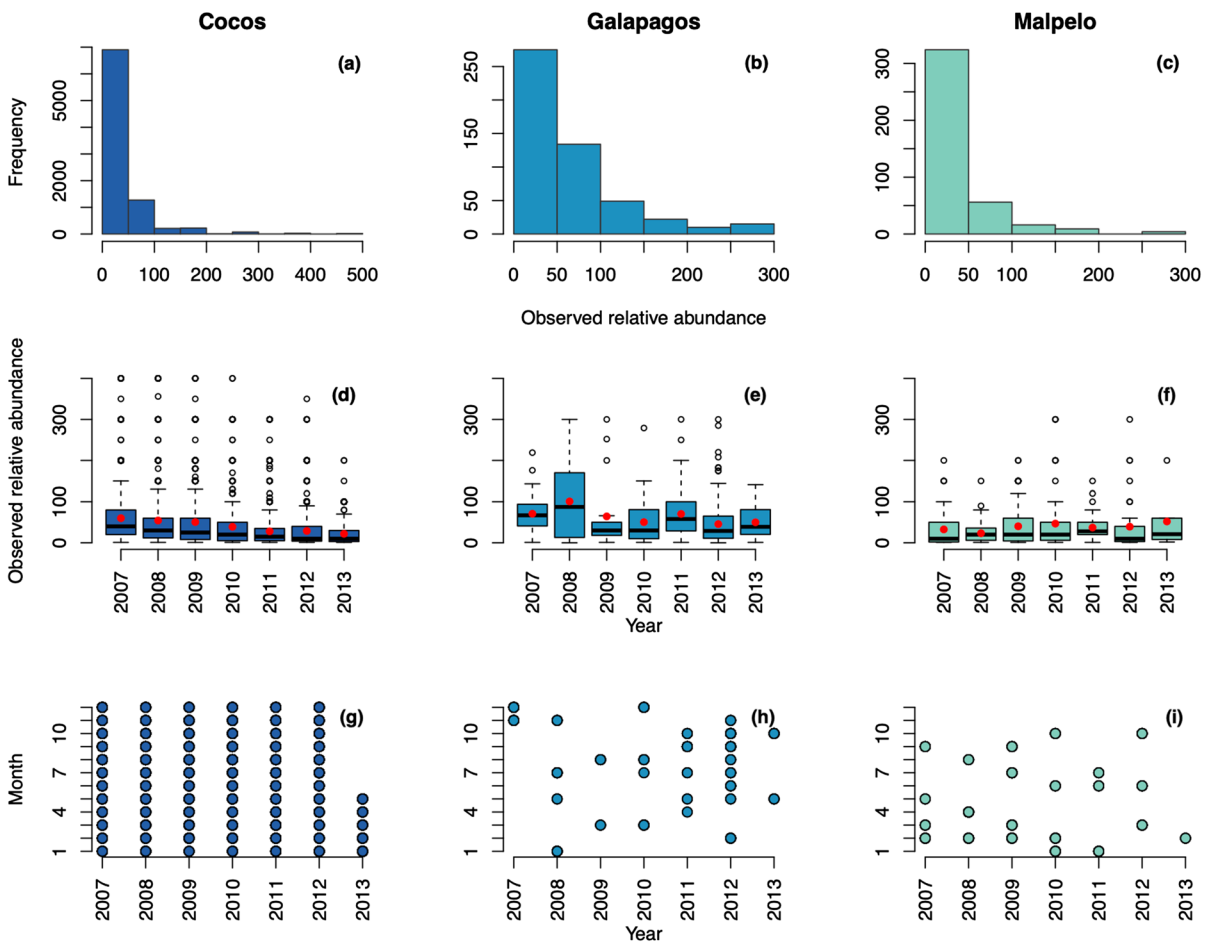 Cocos Galapagos Malpelo
(a) (b) (c)
Frequency
5000
2000
0
250
150
50
0
300
200
100
0
0 100 200 300 400 500
0 50 100 200 300
0 50 100 200 300
Observed relative abundance
(d) (e) (f)
Observed relative abundance
300
100
0
300
100
0
300
100
0
2007 2008 2009 2010 2011 2012 2013
2007 2008 2009 2010 2011 2012 2013
2007 2008 2009 2010 2011 2012 2013
Year
(g) (h) (i)
Month
10
7
4
1
10
7
4
1
10
7
4
1
2007 2008 2009 2010 2011 2012 2013
2007 2008 2009 2010 2011 2012 2013
2007 2008 2009 2010 2011 2012 2013
Year